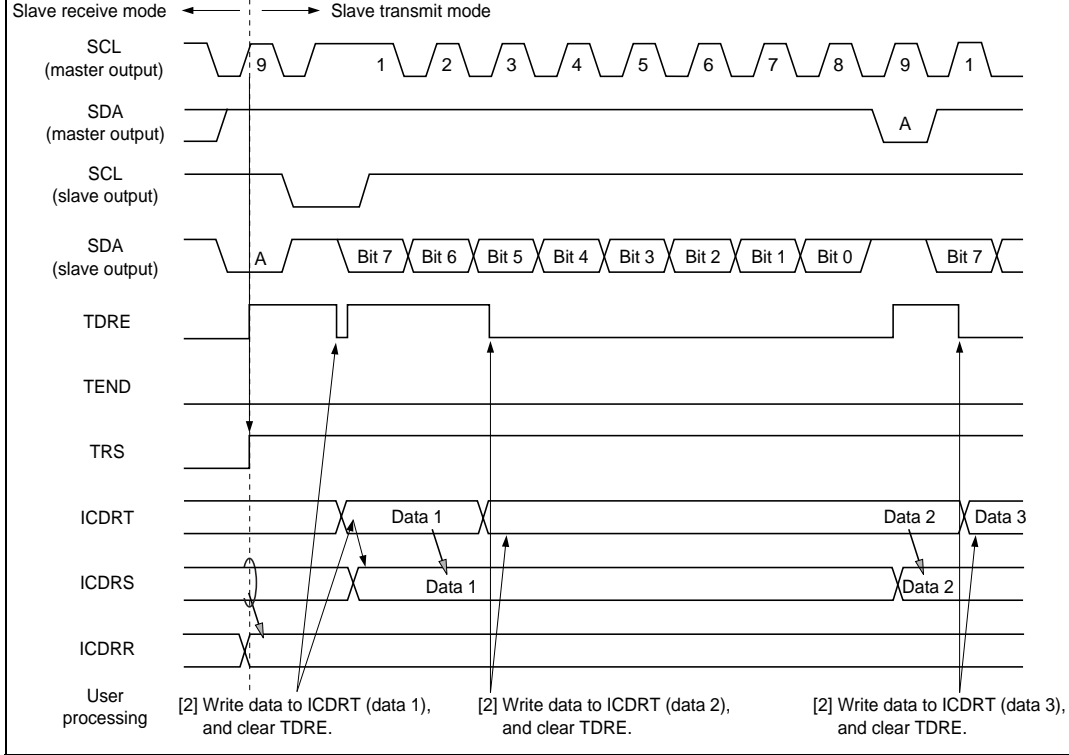 Slave receive mode Slave transmit mode
SCL
(master output)
9 1 2 3 4 5 6 7 8 9 1
SDA
(master output)
A
SCL
(slave output)
SDA
(slave output)
A Bit 7 Bit 6 Bit 5 Bit 4 Bit 3 Bit 2 Bit 1 Bit 0 Bit 7
TDRE
TEND
TRS
ICDRT
Data 1 Data 2 Data 3
ICDRS
Data 1 Data 2
ICDRR
User
processing
[2] Write data to ICDRT (data 1),
and clear TDRE.
[2] Write data to ICDRT (data 2),
and clear TDRE.
[2] Write data to ICDRT (data 3),
and clear TDRE.